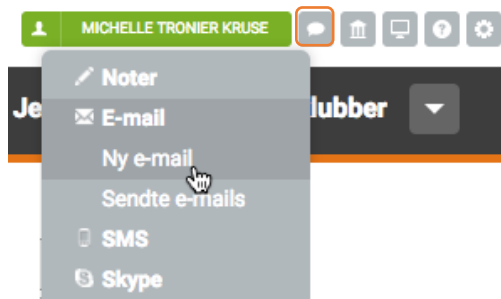 MICHELLE TRONIER KRUSE
Noter
Je
E-mail
lubber
Ny e-mail
Sendte e-mails
SMS
Skype